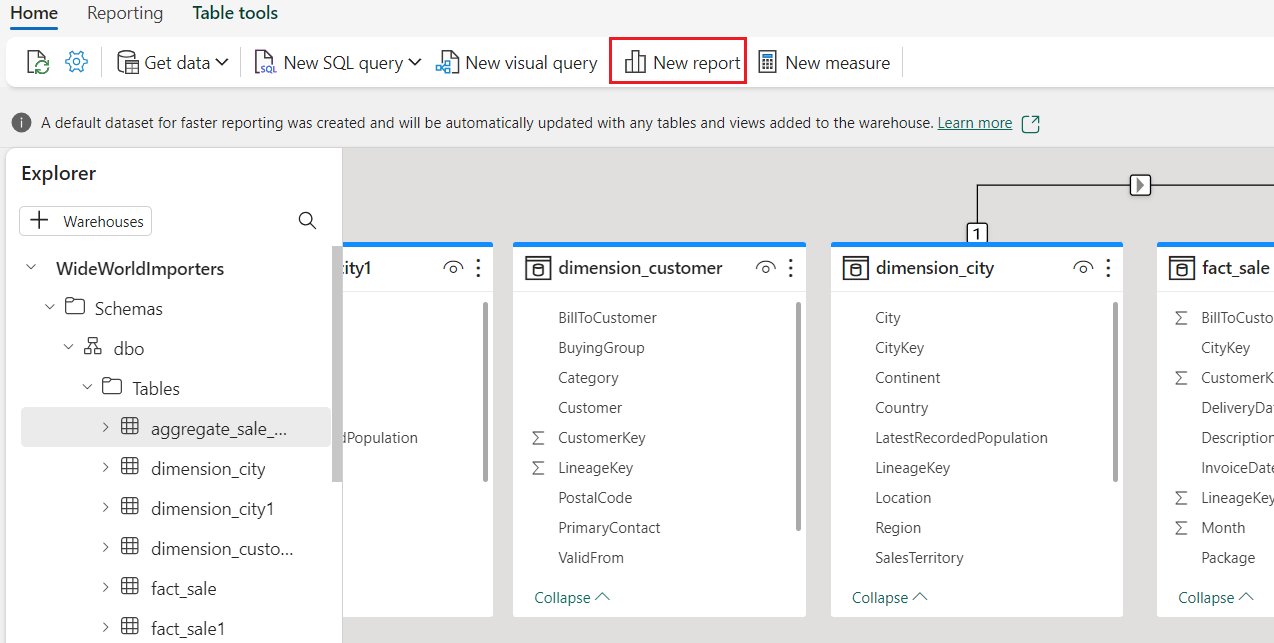 Home Reporting Table tools
Get data New SQL query New visual query New report New measure
A default dataset for faster reporting was created and will be automatically updated with any tables and views added to the warehouse. Learn more
Explorer
+ Warehouses
WideWorldImporters
Schemas
dbo
Tables
aggregate_sale_...
dimension_city
dimension_city1
dimension_custo...
fact_sale
fact_sale1
1
ity1
dPopulation
dimension_customer
BillToCustomer
BuyingGroup
Category
Customer
Σ CustomerKey
Σ LineageKey
PostalCode
PrimaryContact
ValidFrom
Collapse
dimension_city
City
CityKey
Continent
Country
LatestRecordedPopulation
LineageKey
Location
Region
SalesTerritory
Collapse
fact_sale
Σ BillToCusto
CityKey
Σ CustomerK
DeliveryDa
Description
InvoiceDate
Σ LineageKey
Σ Month
Package
Collapse